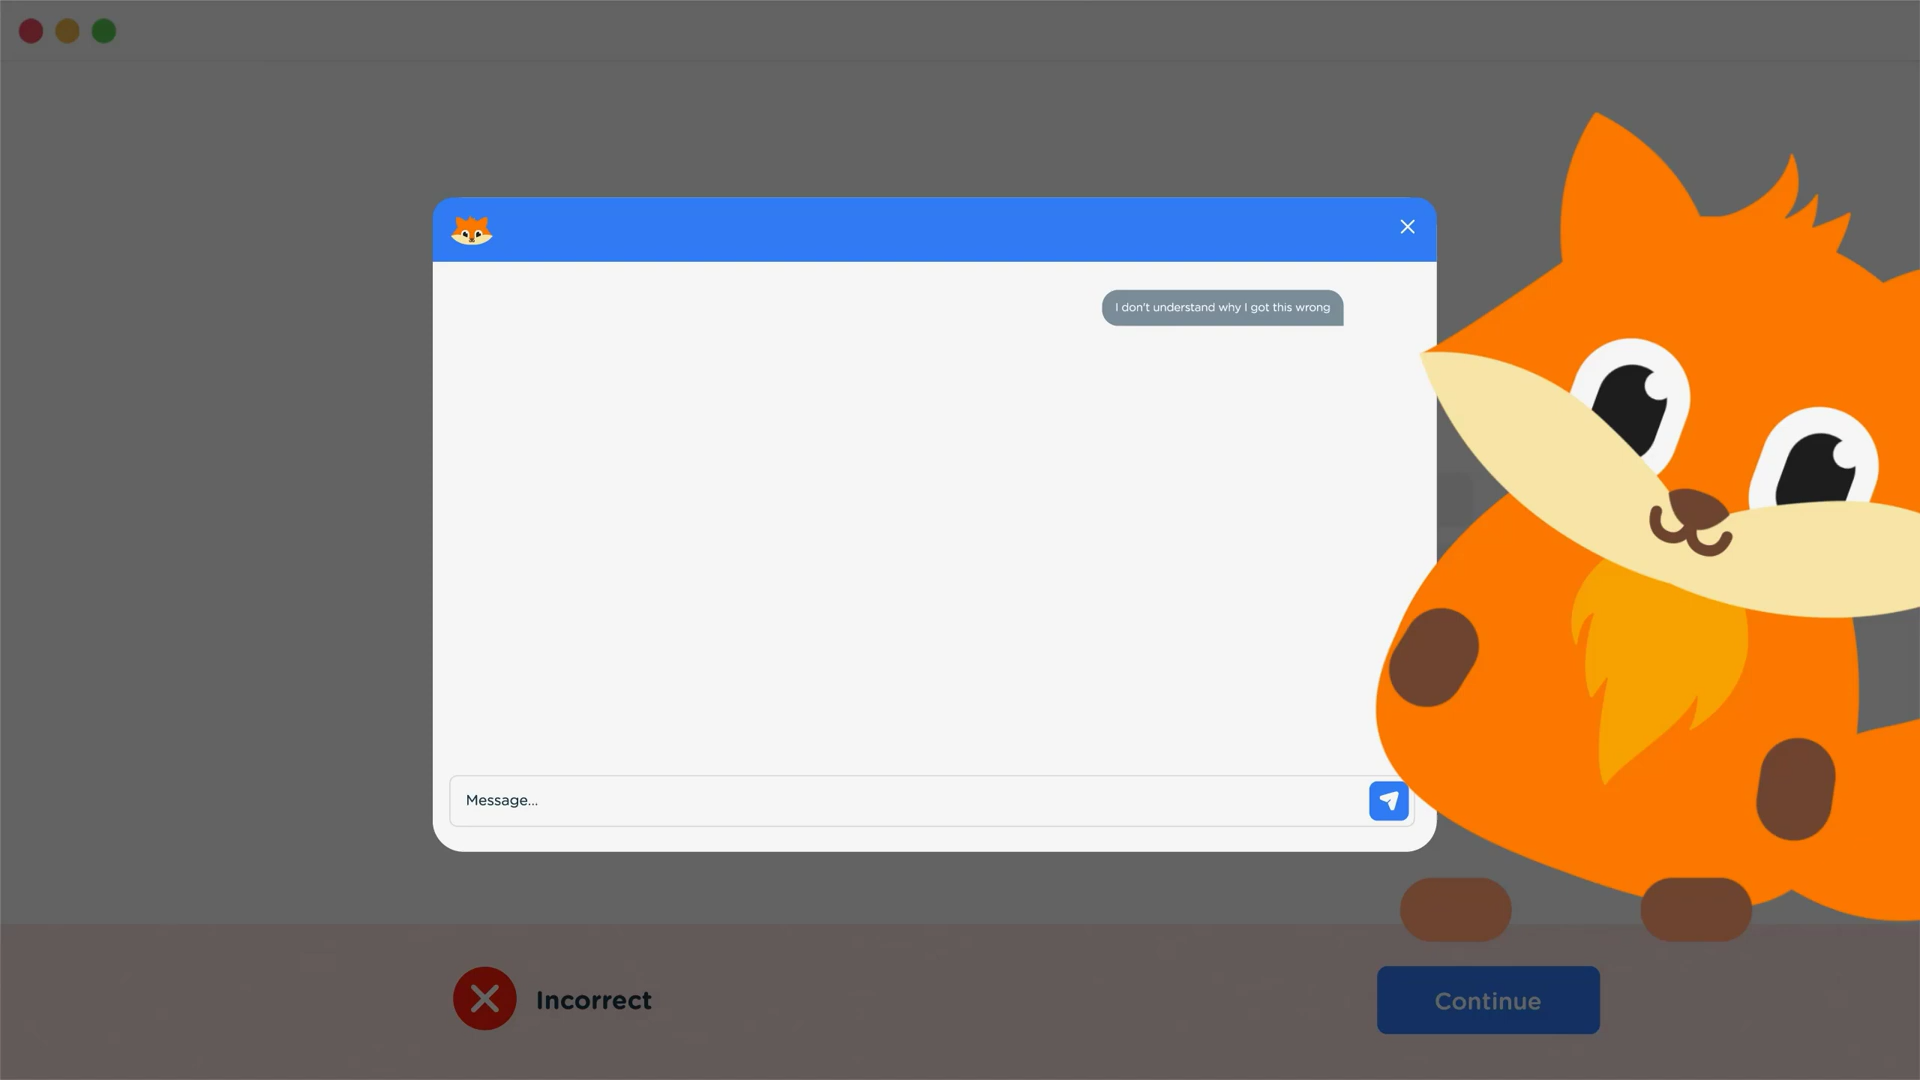 I don't understand why I got this wrong
Message...
Incorrect
Continue